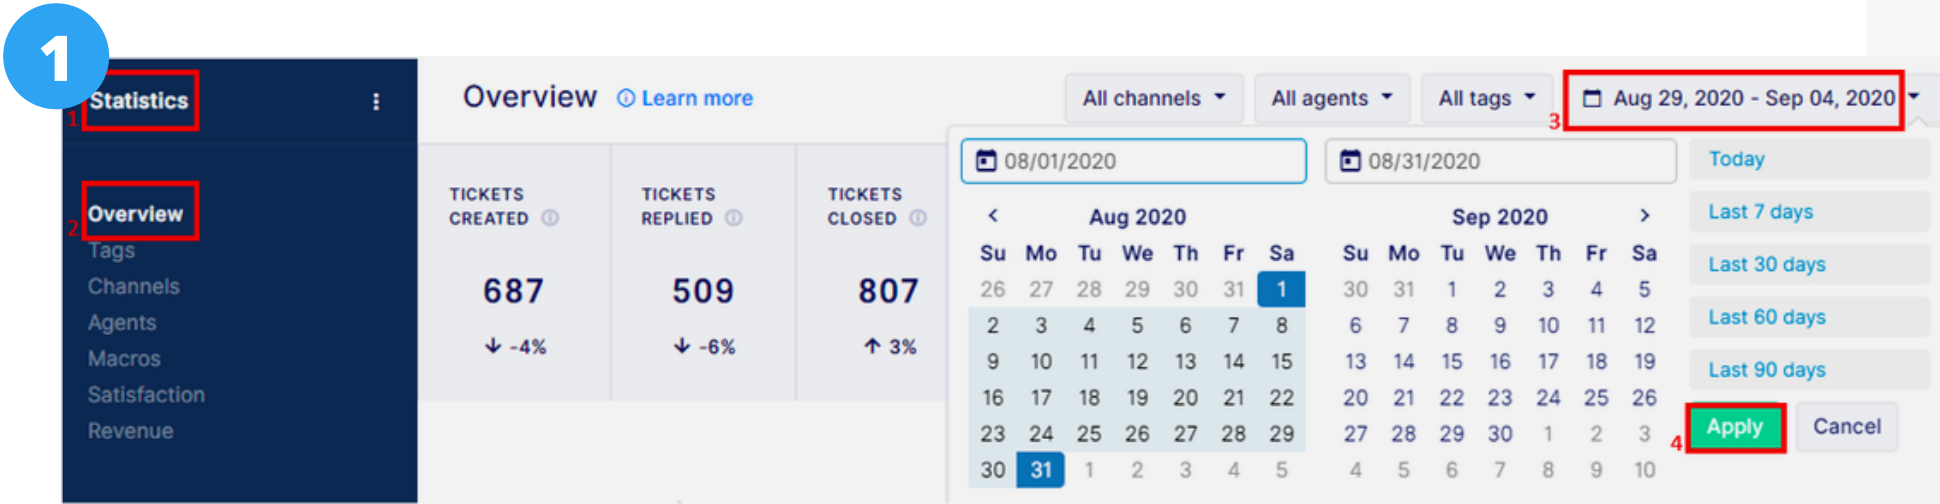 1
Statistics
1
Overview
2
Tags
Channels
Agents
Macros
Satisfaction
Revenue
Overview Learn more
All channels All agents All tags Aug 29, 2020 - Sep 04, 2020
3
TICKETS CREATED
687
-4%
TICKETS REPLIED
509
-6%
TICKETS CLOSED
807
3%
08/01/2020 08/31/2020
< Aug 2020
Su Mo Tu We Th Fr Sa
26 27 28 29 30 31 1
2 3 4 5 6 7 8
9 10 11 12 13 14 15
16 17 18 19 20 21 22
23 24 25 26 27 28 29
30 31 1 2 3 4 5
Sep 2020 >
Su Mo Tu We Th Fr Sa
30 31 1 2 3 4 5
6 7 8 9 10 11 12
13 14 15 16 17 18 19
20 21 22 23 24 25 26
27 28 29 30 1 2 3
4 5 6 7 8 9 10
Today
Last 7 days
Last 30 days
Last 60 days
Last 90 days
4
Apply Cancel